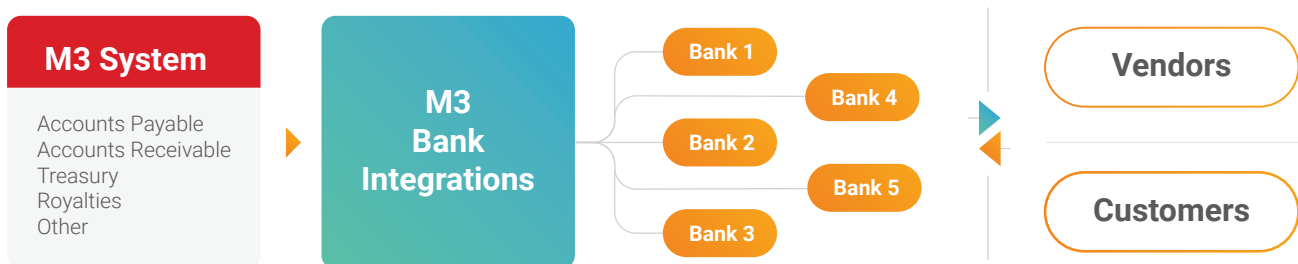 M3 System
Accounts Payable
Accounts Receivable
Treasury
Royalties
Other
M3
Bank
Integrations
Bank 1
Bank 4
Bank 2
Bank 5
Bank 3
Vendors
Customers